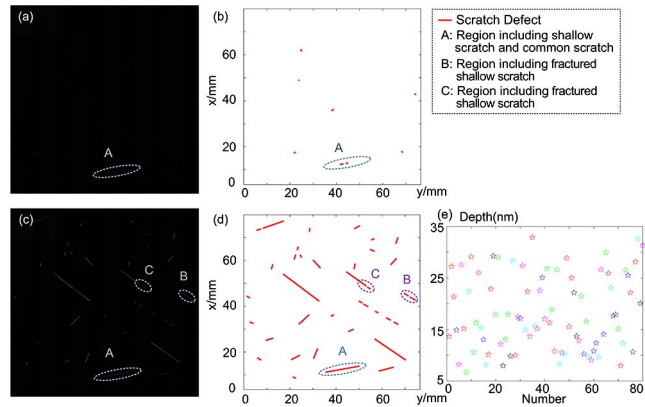 (a)
A
(b)
x/mm
80
60
40
20
0
A
0
20
40
60
y/mm
Scratch Defect
A: Region including shallow
scratch and common scratch
B: Region including fractured
shallow scratch
C: Region including fractured
shallow scratch
(c)
C
B
A
(d)
x/mm
80
60
40
20
0
C
B
A
0
20
40
60
y/mm
(e)
Depth(nm)
35
25
15
5
0
20
40
60
80
Number